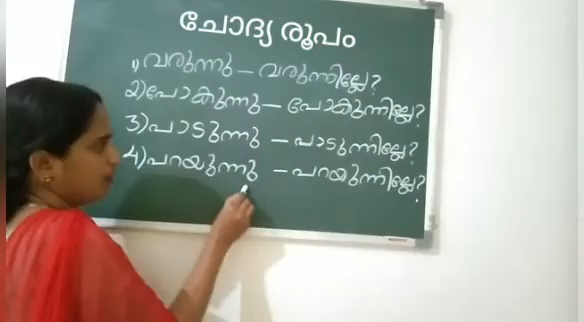 ചോദ്യ രൂപം
1) വരുന്നു – വരുന്നില്ലേ?
2) പോകുന്നു – പോകുന്നില്ലേ?
3) പാടുന്നു – പാടുന്നില്ലേ?
4) പറയുന്നു – പറയുന്നില്ലേ?